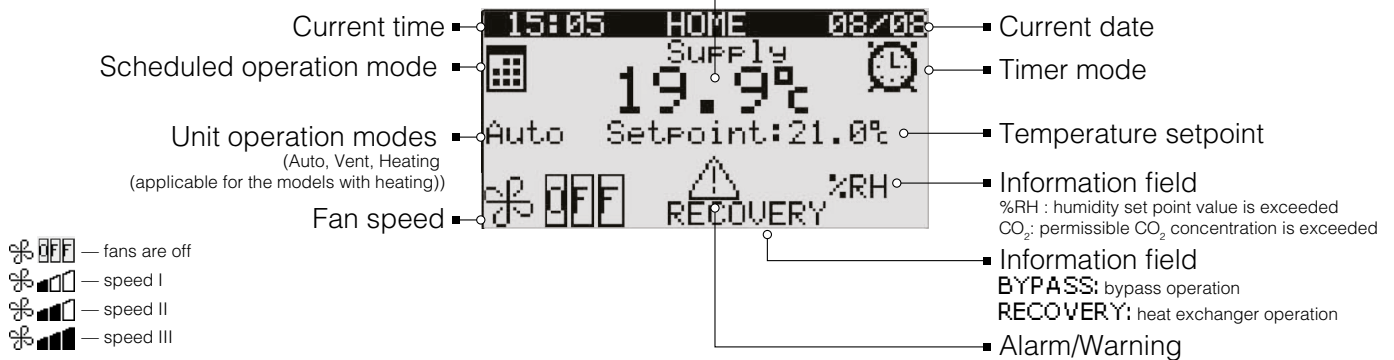 Current time
Scheduled operation mode
Unit operation modes
(Auto, Vent, Heating
(applicable for the models with heating))
Fan speed
OFF — fans are off
— speed I
— speed II
— speed III
15:05 HOME 08/08
Supply
19.9°c
Auto Setpoint:21.0°c
OFF
%RH
RECOVERY
Current date
Timer mode
Temperature setpoint
Information field
%RH : humidity set point value is exceeded
CO₂: permissible CO₂ concentration is exceeded
Information field
BYPASS: bypass operation
RECOVERY: heat exchanger operation
Alarm/Warning